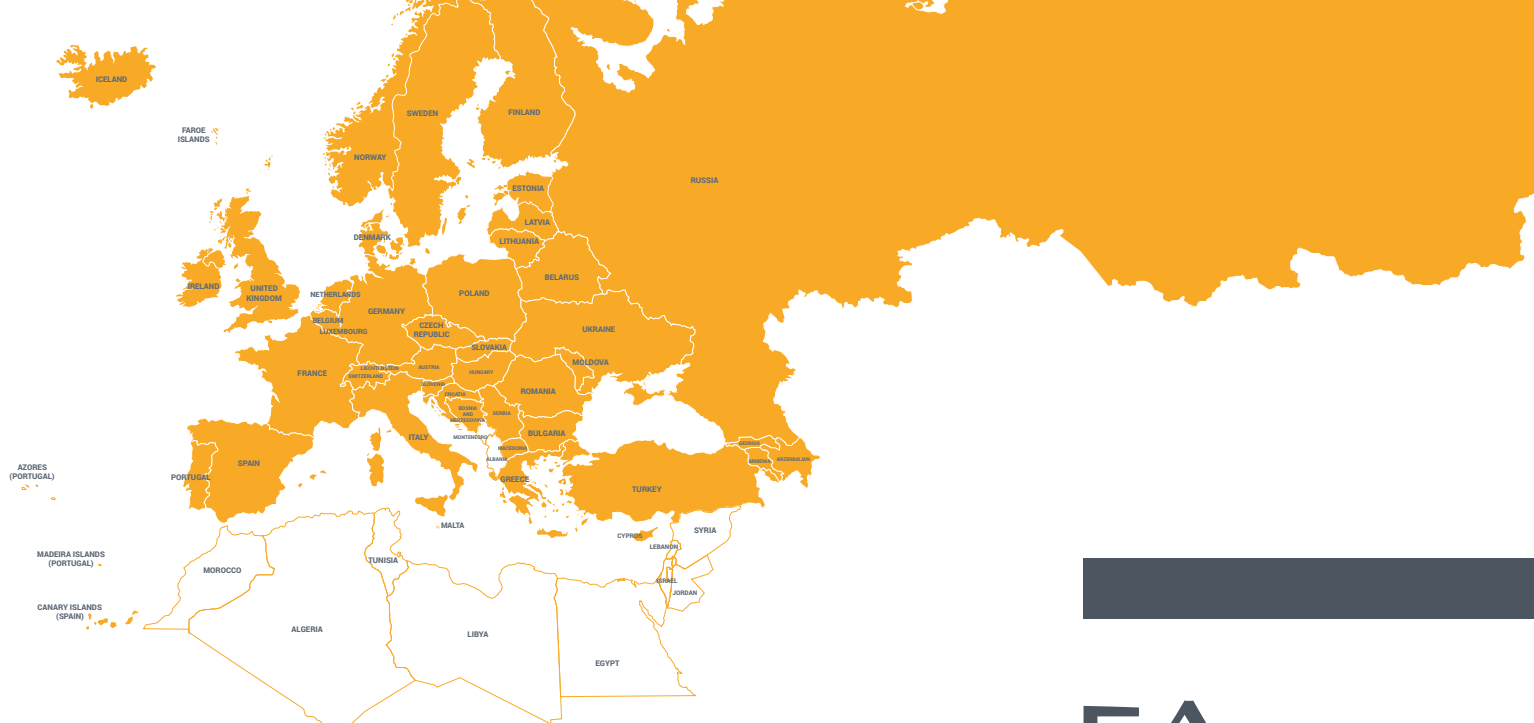 ICELAND
FAROE
ISLANDS
SWEDEN
FINLAND
NORWAY
RUSSIA
ESTONIA
LATVIA
DENMARK
LITHUANIA
BELARUS
IRELAND
UNITED
KINGDOM
NETHERLANDS
POLAND
GERMANY
BELGIUM
LUXEMBOURG
CZECH
REPUBLIC
UKRAINE
SLOVAKIA
MOLDOVA
FRANCE
LIECHTENSTEIN
SWITZERLAND
AUSTRIA
HUNGARY
SLOVENIA
CROATIA
ROMANIA
BOSNIA
AND
HERZEGOVINA
SERBIA
ITALY
MONTENEGRO
BULGARIA
MACEDONIA
ALBANIA
GEORGIA
ARMENIA
AZERBAIJAN
AZORES
(PORTUGAL)
PORTUGAL
SPAIN
GREECE
TURKEY
MALTA
CYPRUS
SYRIA
LEBANON
MADEIRA ISLANDS
(PORTUGAL)
MOROCCO
TUNISIA
ISRAEL
JORDAN
CANARY ISLANDS
(SPAIN)
ALGERIA
LIBYA
EGYPT